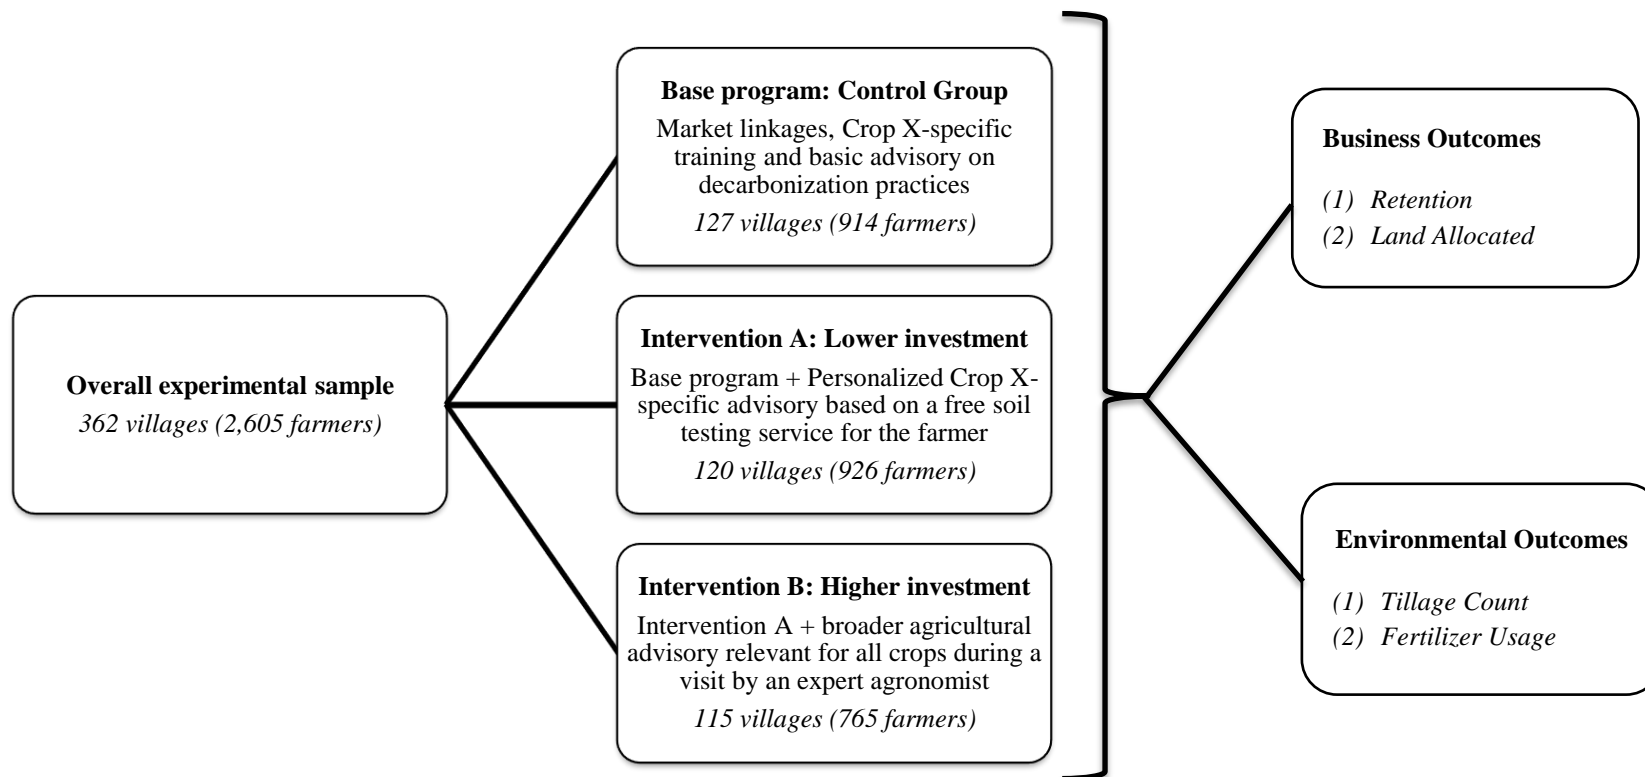 Overall experimental sample
362 villages (2,605 farmers)
Base program: Control Group
Market linkages, Crop X-specific
training and basic advisory on
decarbonization practices
127 villages (914 farmers)
Intervention A: Lower investment
Base program + Personalized Crop X-
specific advisory based on a free soil
testing service for the farmer
120 villages (926 farmers)
Intervention B: Higher investment
Intervention A + broader agricultural
advisory relevant for all crops during a
visit by an expert agronomist
115 villages (765 farmers)
Business Outcomes
(1) Retention
(2) Land Allocated
Environmental Outcomes
(1) Tillage Count
(2) Fertilizer Usage